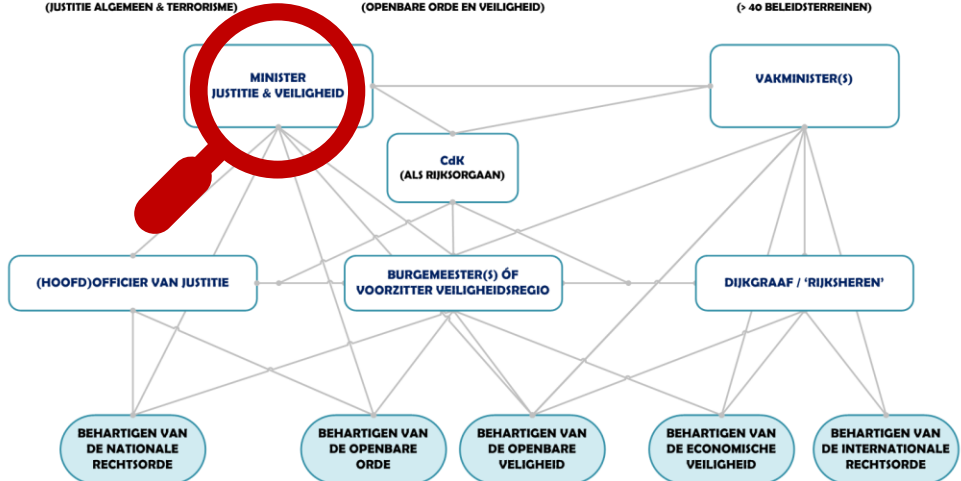 (JUSTITIE ALGEMEEN & TERRORISME)
(OPENBARE ORDE EN VEILIGHEID)
(> 40 BELEIDSTERREINEN)
MINISTER
JUSTITIE & VEILIGHEID
VAKMINISTER(S)
CdK
(ALS RIJKSORGAAN)
(HOOFD)OFFICIER VAN JUSTITIE
BURGEMEESTER(S) ÓF
VOORZITTER VEILIGHEIDSREGIO
DIJKGRAAF / ‘RIJKSHEREN’
BEHARTIGEN VAN
DE NATIONALE
RECHTSORDE
BEHARTIGEN VAN
DE OPENBARE
ORDE
BEHARTIGEN VAN
DE OPENBARE
VELIGHEID
BEHARTIGEN VAN
DE ECONOMISCHE
VEILIGHEID
BEHARTIGEN VAN
DE INTERNATIONALE
RECHTSORDE